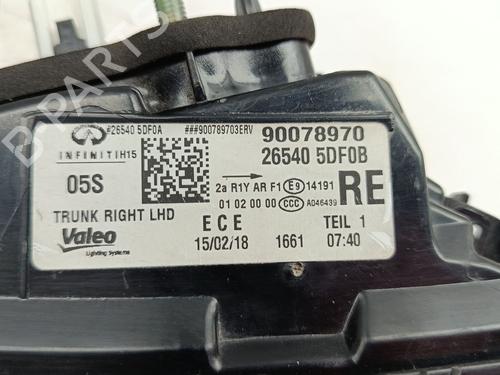 #26540 5DF0A ###900789703ERV 90078970
INFINITI H15 26540 5DF0B
05S 2a R1Y AR F1 E9 14191 RE
01 02 00 00 CCC A046439
TRUNK RIGHT LHD ECE TEIL 1
Valeo 15/02/18 1661 07:40
Lighting Systems
B-PARTS